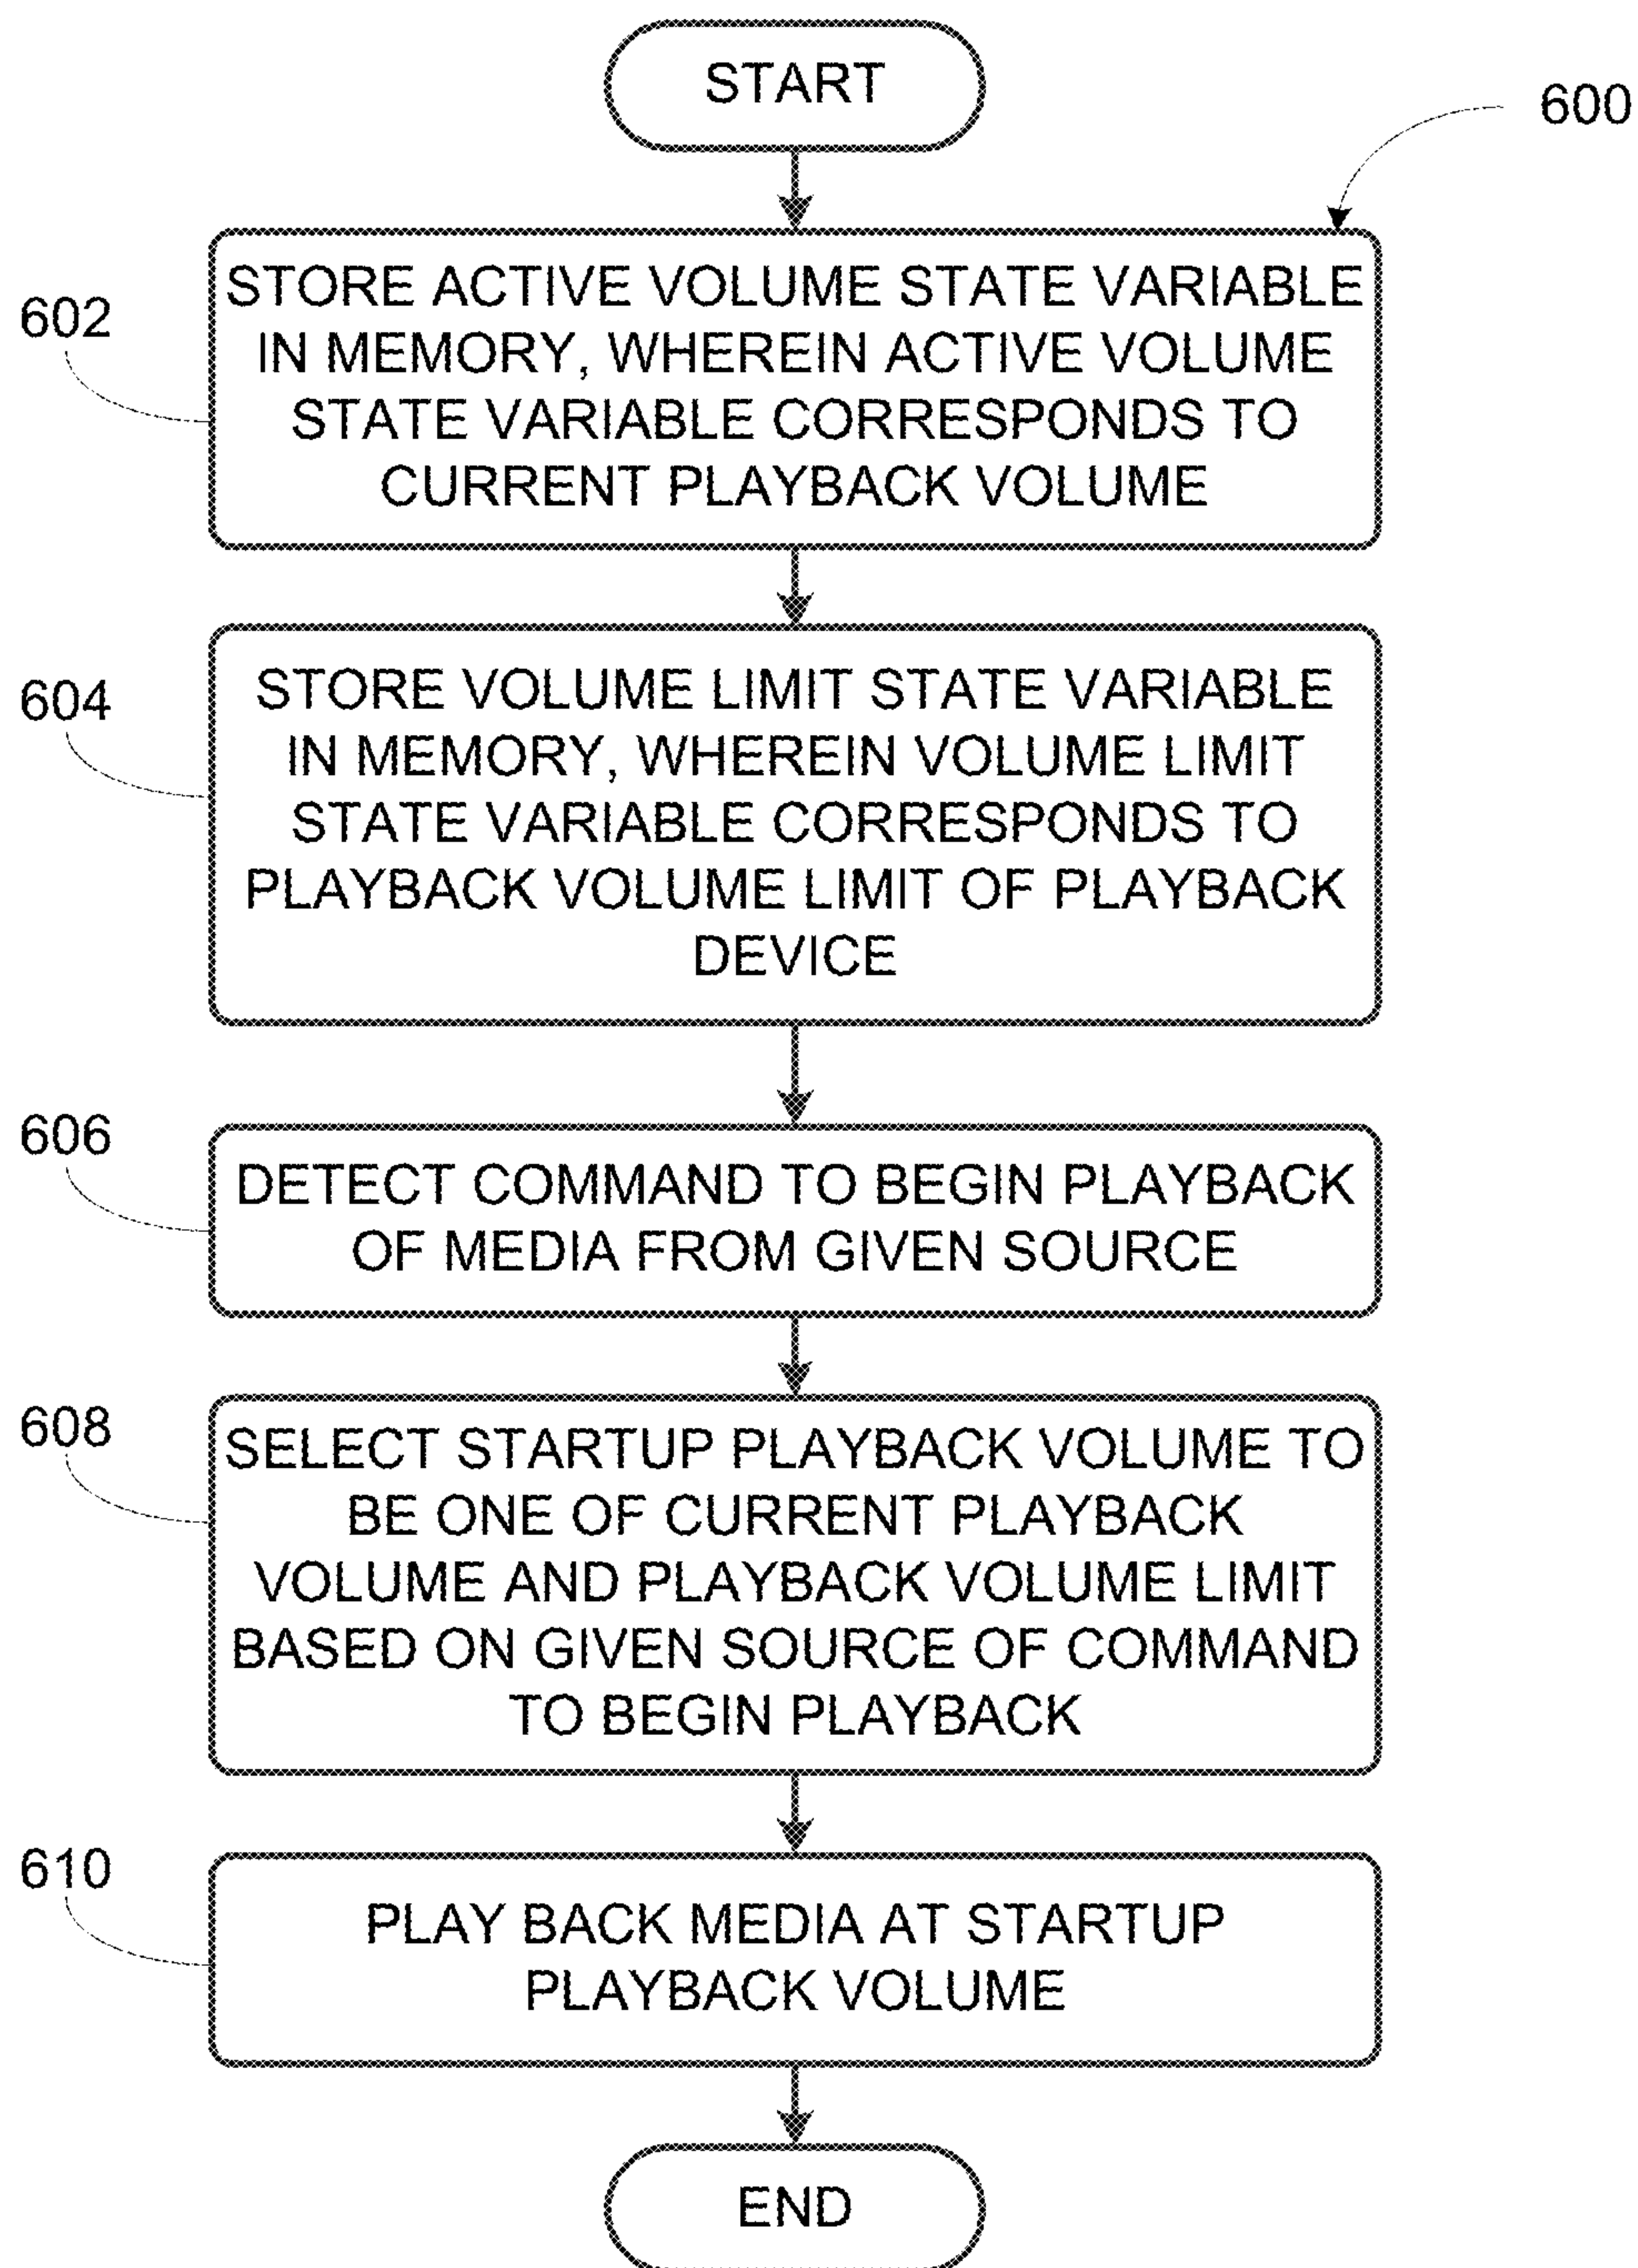 START
600
602
STORE ACTIVE VOLUME STATE VARIABLE
IN MEMORY, WHEREIN ACTIVE VOLUME
STATE VARIABLE CORRESPONDS TO
CURRENT PLAYBACK VOLUME
604
STORE VOLUME LIMIT STATE VARIABLE
IN MEMORY, WHEREIN VOLUME LIMIT
STATE VARIABLE CORRESPONDS TO
PLAYBACK VOLUME LIMIT OF PLAYBACK
DEVICE
606
DETECT COMMAND TO BEGIN PLAYBACK
OF MEDIA FROM GIVEN SOURCE
608
SELECT STARTUP PLAYBACK VOLUME TO
BE ONE OF CURRENT PLAYBACK
VOLUME AND PLAYBACK VOLUME LIMIT
BASED ON GIVEN SOURCE OF COMMAND
TO BEGIN PLAYBACK
610
PLAY BACK MEDIA AT STARTUP
PLAYBACK VOLUME
END